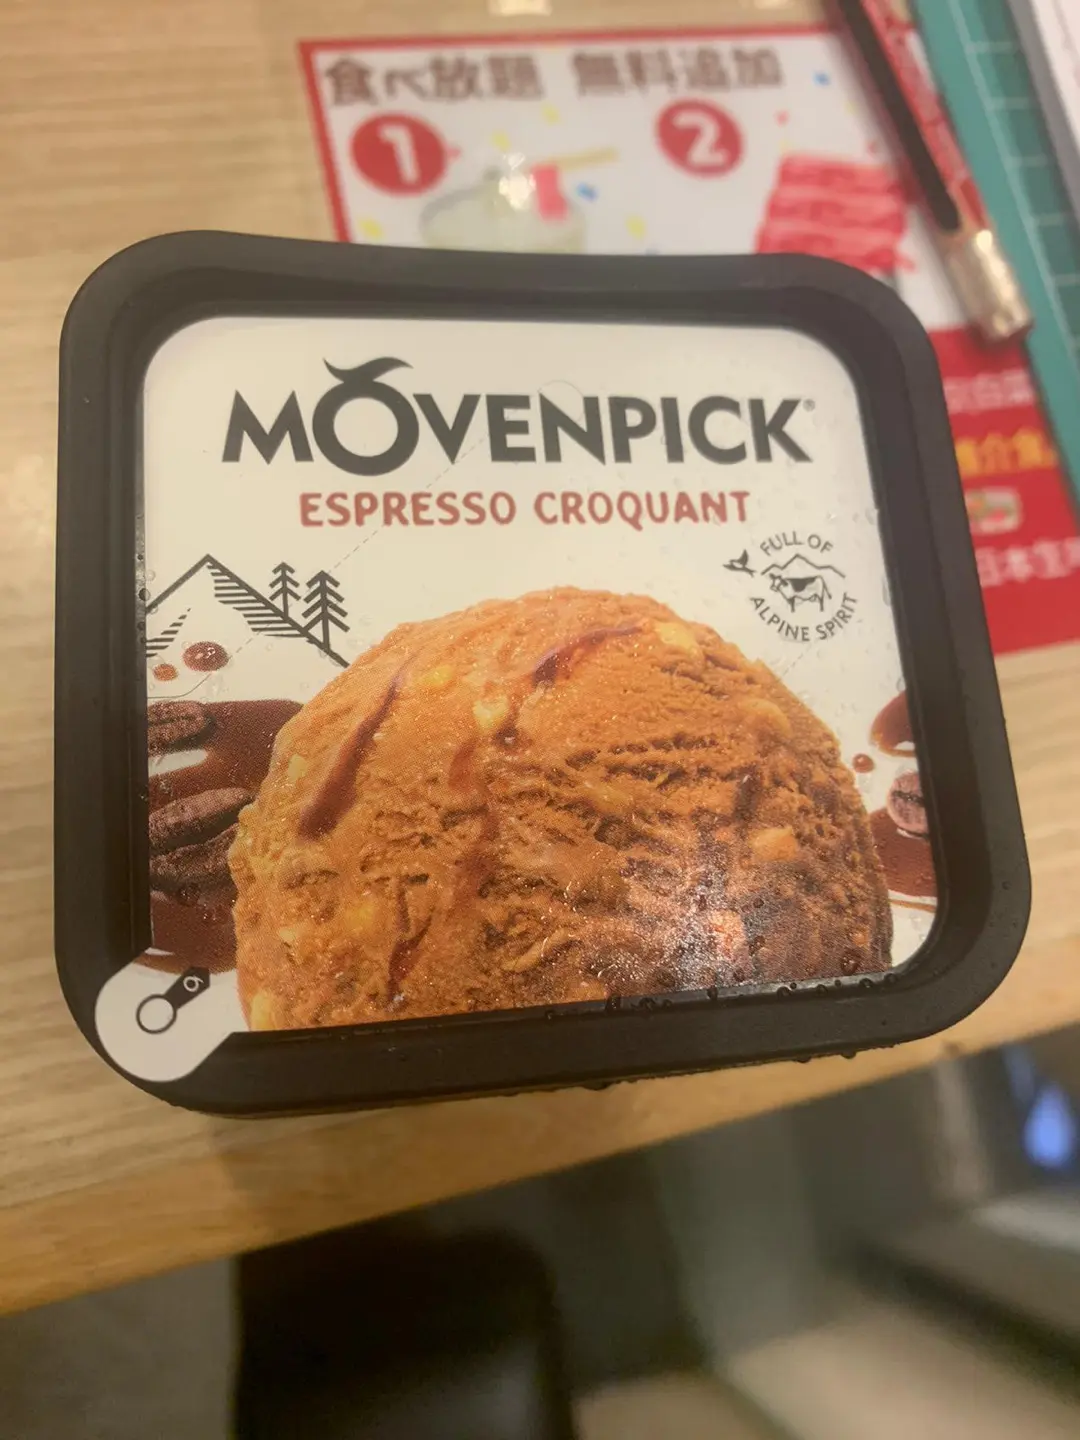 食べ放題 無料追加
1
2
MÖVENPICK®
ESPRESSO CROQUANT
FULL OF
ALPINE SPIRIT